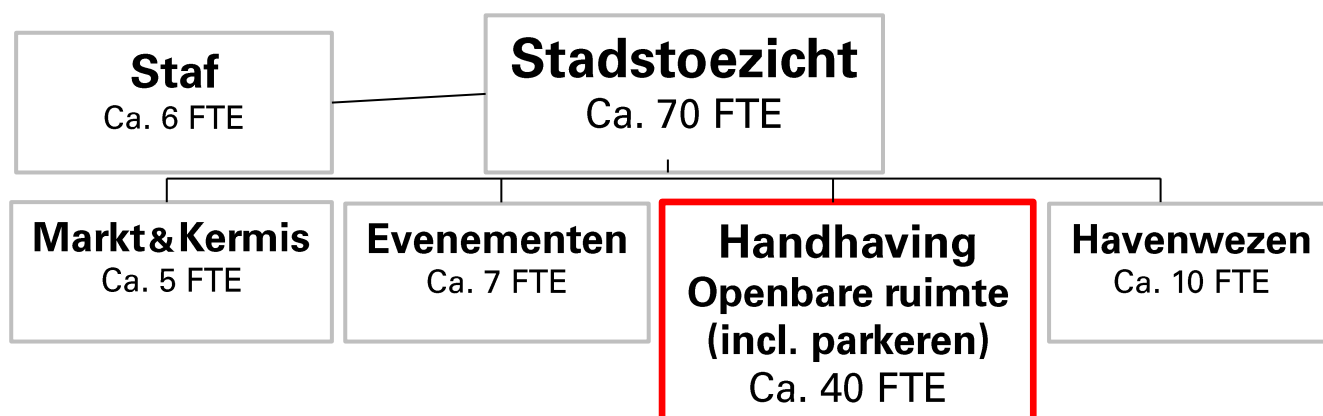 Staf
Ca. 6 FTE
Stadstoezicht
Ca. 70 FTE
Markt & Kermis
Ca. 5 FTE
Evenementen
Ca. 7 FTE
Handhaving
Openbare ruimte
(incl. parkeren)
Ca. 40 FTE
Havenwezen
Ca. 10 FTE